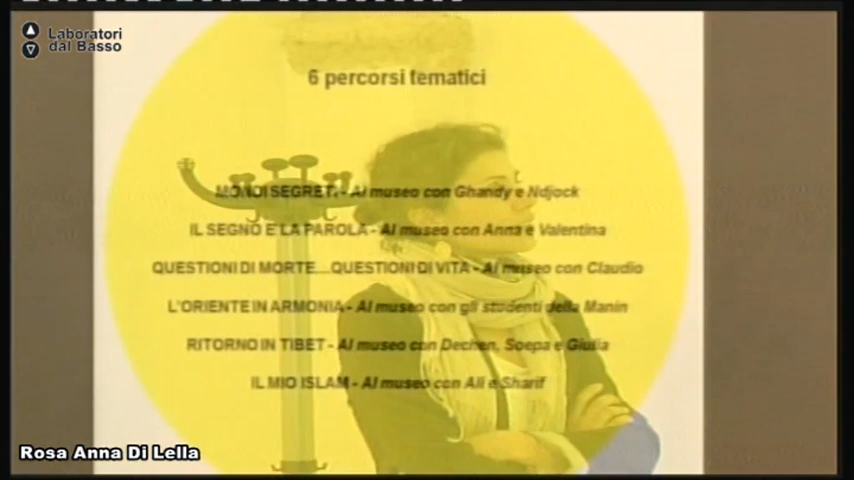 Laboratori
dal Basso
6 percorsi tematici
MONDI SEGRETI - Al museo con Ghandy e Ndjock
IL SEGNO E LA PAROLA - Al museo con Anna e Valentina
QUESTIONI DI MORTE....QUESTIONI DI VITA - Al museo con Claudio
L'ORIENTE IN ARMONIA - Al museo con gli studenti della Manin
RITORNO IN TIBET - Al museo con Dechen, Soepa e Giulia
IL MIO ISLAM - Al museo con Ali e Sharif
Rosa Anna Di Lella